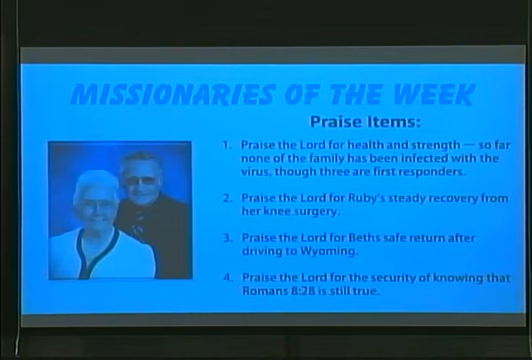 MISSIONARIES OF THE WEEK
Praise Items:
1. Praise the Lord for health and strength — so far
none of the family has been infected with the
virus, though three are first responders.
2. Praise the Lord for Ruby's steady recovery from
her knee surgery.
3. Praise the Lord for Beths safe return after
driving to Wyoming.
4. Praise the Lord for the security of knowing that
Romans 8:28 is still true.